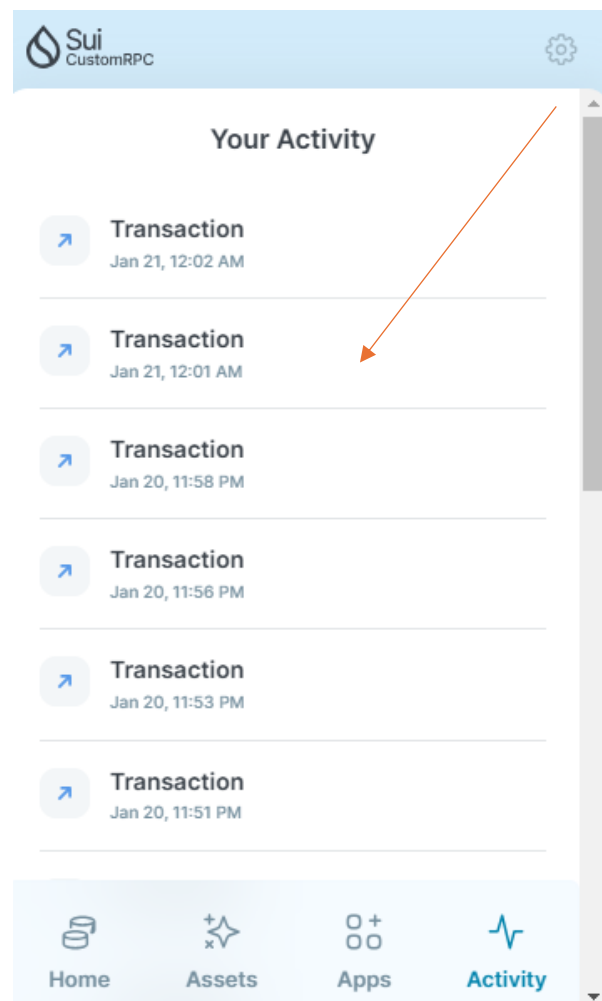 Sui
CustomRPC
Your Activity
Transaction
Jan 21, 12:02 AM
Transaction
Jan 21, 12:01 AM
Transaction
Jan 20, 11:58 PM
Transaction
Jan 20, 11:56 PM
Transaction
Jan 20, 11:53 PM
Transaction
Jan 20, 11:51 PM
Home Assets Apps Activity